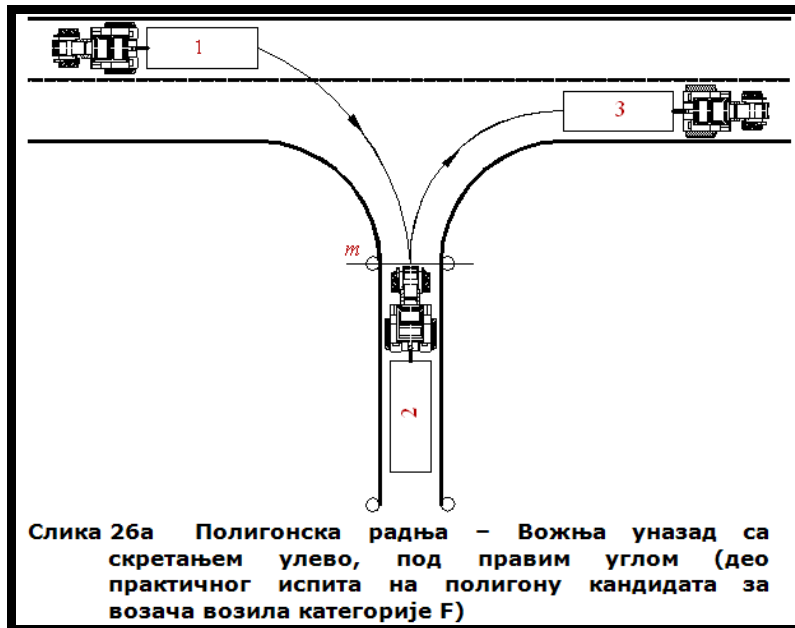 1
3
m
2
Слика 26а Полигонска радња – Вожња уназад са
скретањем улево, под правим углом (део
практичног испита на полигону кандидата за
возача возила категорије F)